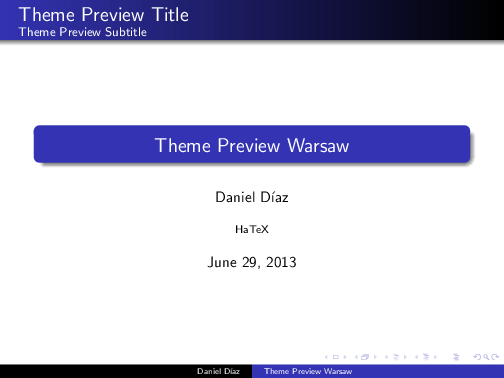 Theme Preview Title
Theme Preview Subtitle
Theme Preview Warsaw
Daniel Díaz
HaTeX
June 29, 2013
Daniel Díaz
Theme Preview Warsaw